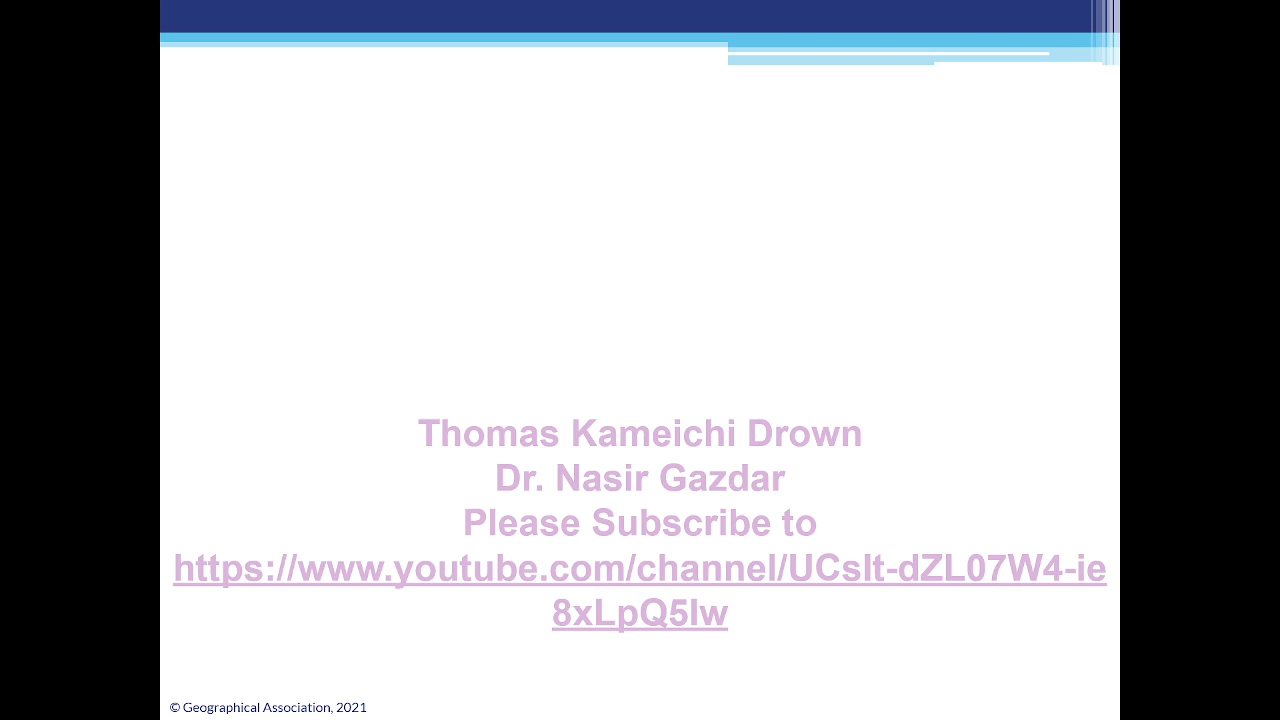 Thomas Kameichi Drown
Dr. Nasir Gazdar
Please Subscribe to
https://www.youtube.com/channel/UCslt-dZL07W4-ie
8xLpQ5lw
© Geographical Association, 2021